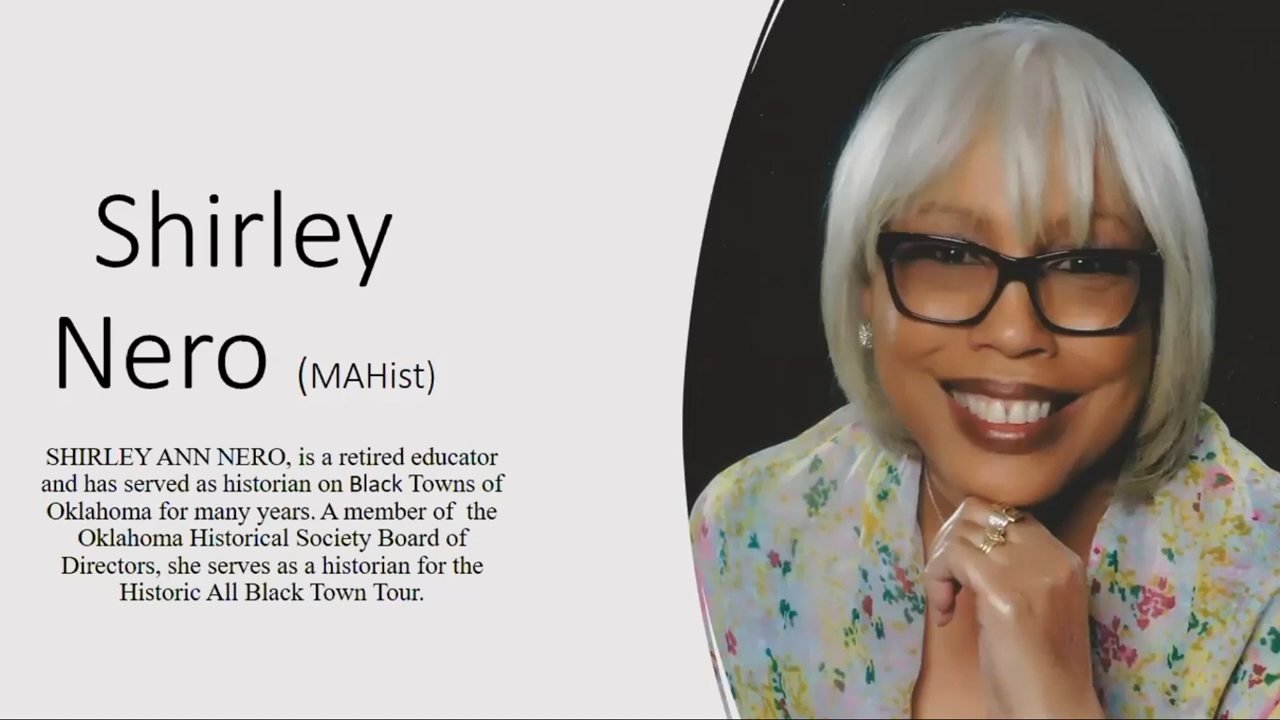 Shirley
Nero (MAHist)
SHIRLEY ANN NERO, is a retired educator
and has served as historian on Black Towns of
Oklahoma for many years. A member of the
Oklahoma Historical Society Board of
Directors, she serves as a historian for the
Historic All Black Town Tour.